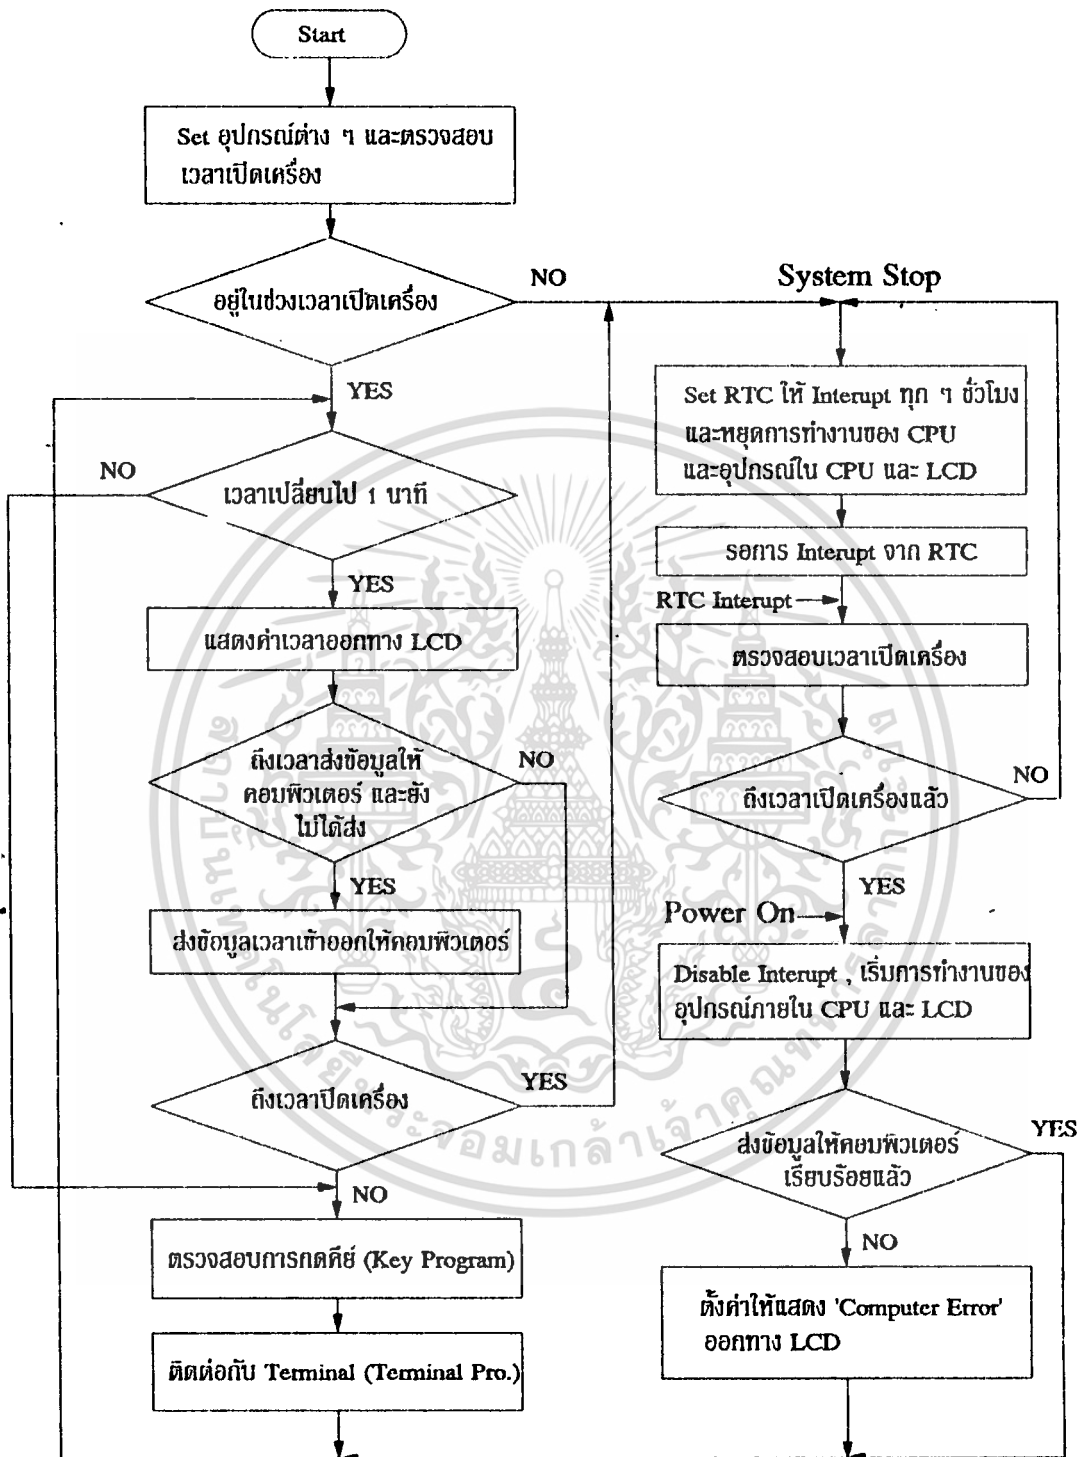 Start
Set อุปกรณ์ต่าง ๆ และตรวจสอบ
เวลาเปิดเครื่อง
อยู่ในช่วงเวลาเปิดเครื่อง
NO
YES
เวลาเปลี่ยนไป 1 นาที
NO
YES
แสดงค่าเวลาออกทาง LCD
ถึงเวลาส่งข้อมูลให้
คอมพิวเตอร์ และยัง
ไม่ได้ส่ง
NO
YES
ส่งข้อมูลเวลาเข้าออกให้คอมพิวเตอร์
ถึงเวลาปิดเครื่อง
YES
NO
ตรวจสอบการกดคีย์ (Key Program)
ติดต่อกับ Terminal (Terminal Pro.)
System Stop
Set RTC ให้ Interupt ทุก ๆ ชั่วโมง
และหยุดการทำงานของ CPU
และอุปกรณ์ใน CPU และ LCD
รอการ Interupt จาก RTC
RTC Interupt
ตรวจสอบเวลาเปิดเครื่อง
ถึงเวลาเปิดเครื่องแล้ว
NO
YES
Power On
Disable Interupt , เริ่มการทำงานของ
อุปกรณ์ภายใน CPU และ LCD
ส่งข้อมูลให้คอมพิวเตอร์
เรียบร้อยแล้ว
YES
NO
ตั้งค่าให้แสดง 'Computer Error'
ออกทาง LCD